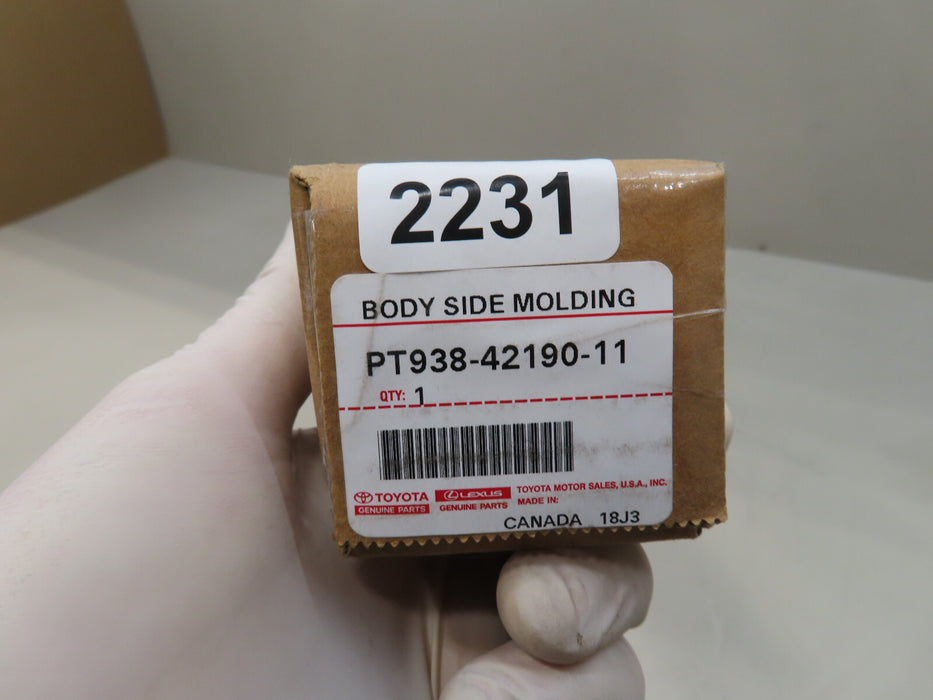 2231
BODY SIDE MOLDING
PT938-42190-11
QTY: 1
TOYOTA
GENUINE PARTS
LEXUS
GENUINE PARTS
TOYOTA MOTOR SALES, U.S.A., INC.
MADE IN:
CANADA 18J3